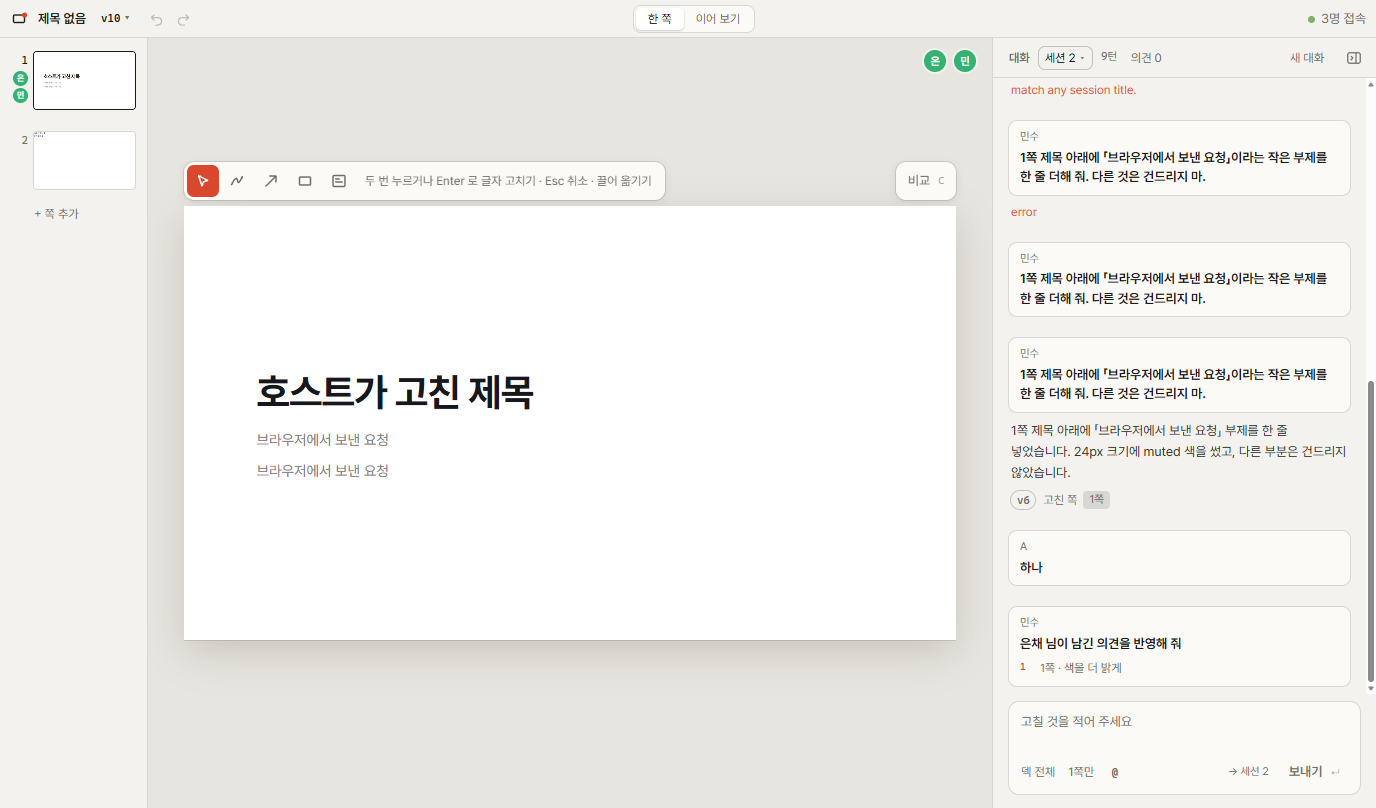 제목 없음 v10
한 쪽 이어 보기
3명 접속
1
은
민
호스트가 고친 제목
2
+ 쪽 추가
은 민
두 번 누르거나 Enter 로 글자 고치기 · Esc 취소 · 끌어 옮기기
비교 C
호스트가 고친 제목
브라우저에서 보낸 요청
브라우저에서 보낸 요청
대화 세션 2 9턴 의견 0 새 대화
match any session title.
민수
1쪽 제목 아래에 「브라우저에서 보낸 요청」이라는 작은 부제를
한 줄 더해 줘. 다른 것은 건드리지 마.
error
민수
1쪽 제목 아래에 「브라우저에서 보낸 요청」이라는 작은 부제를
한 줄 더해 줘. 다른 것은 건드리지 마.
민수
1쪽 제목 아래에 「브라우저에서 보낸 요청」이라는 작은 부제를
한 줄 더해 줘. 다른 것은 건드리지 마.
1쪽 제목 아래에 「브라우저에서 보낸 요청」 부제를 한 줄
넣었습니다. 24px 크기에 muted 색을 썼고, 다른 부분은 건드리지
않았습니다.
v6 고친 쪽 1쪽
A
하나
민수
은채 님이 남긴 의견을 반영해 줘
1 1쪽 · 색을 더 밝게
고칠 것을 적어 주세요
덱 전체 1쪽만 @ → 세션 2 보내기 ↵